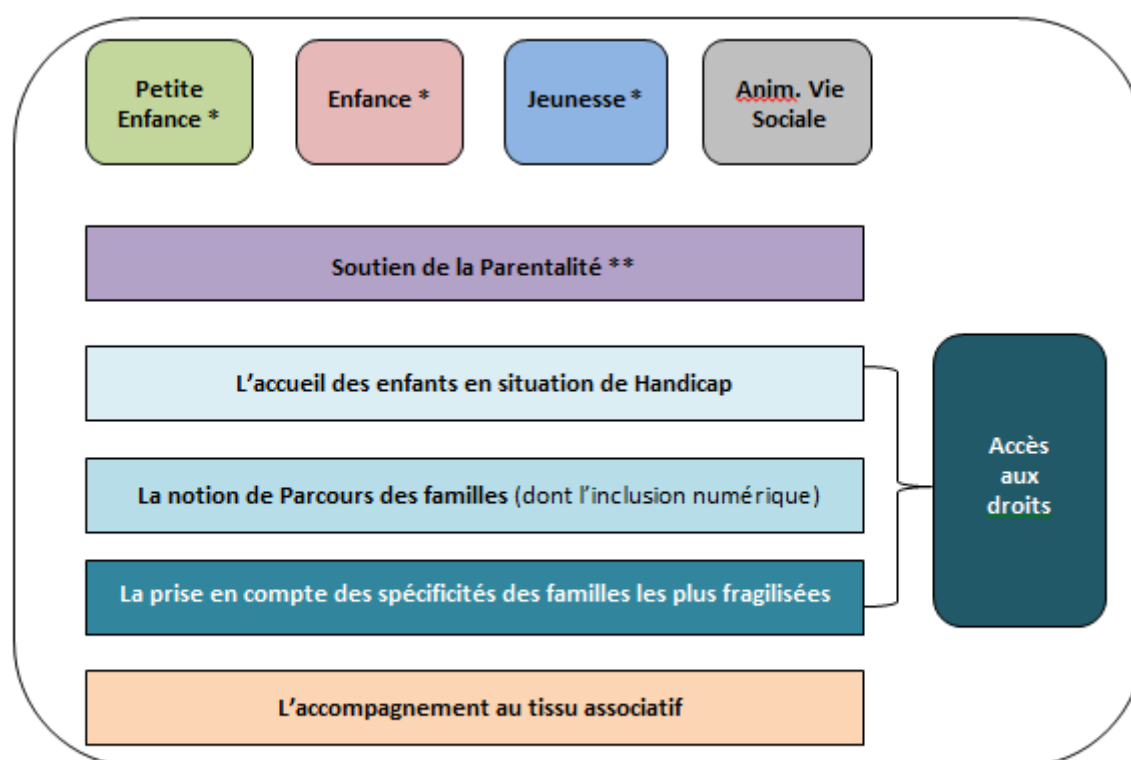 Petite
Enfance *
Enfance *
Jeunesse *
Anim. Vie
Sociale
Soutien de la Parentalité **
L’accueil des enfants en situation de Handicap
La notion de Parcours des familles (dont l’inclusion numérique)
La prise en compte des spécificités des familles les plus fragilisées
Accès
aux
droits
L’accompagnement au tissu associatif